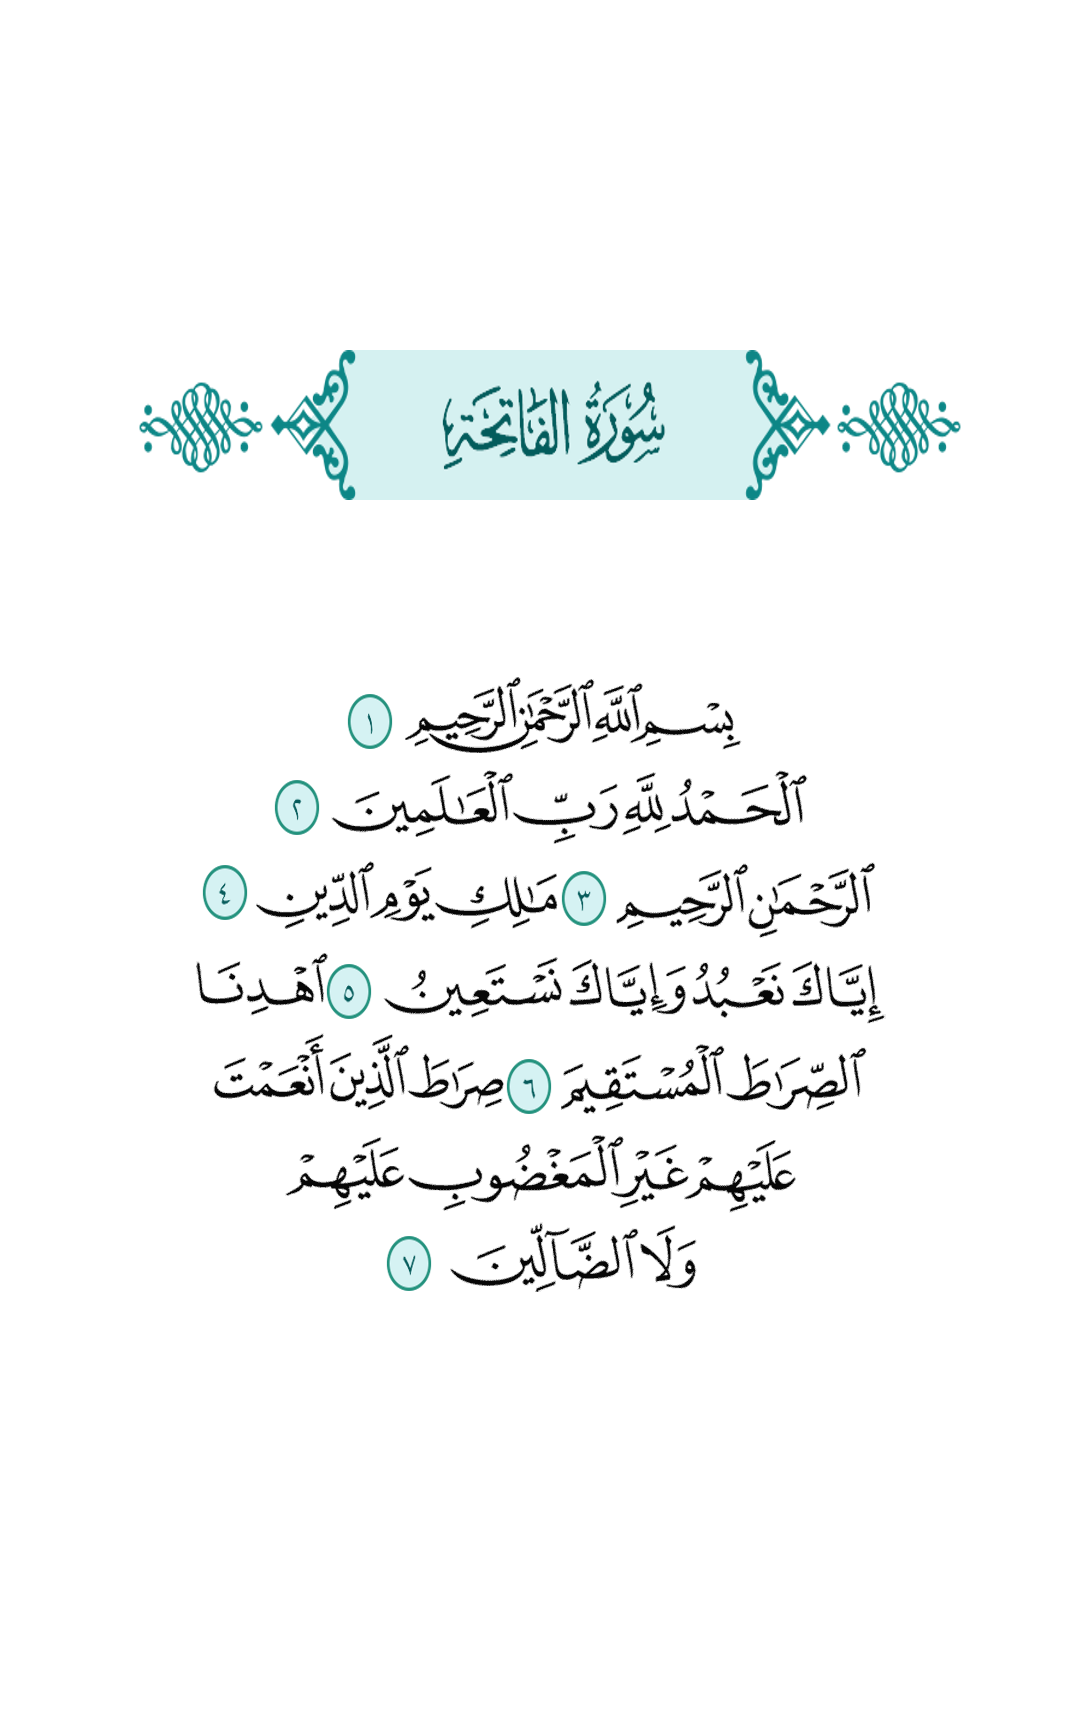 سُورَةُ الفَاتِحَةِ
بِسْمِ ٱللَّهِ ٱلرَّحْمَٰنِ ٱلرَّحِيمِ ١
ٱلْحَمْدُ لِلَّهِ رَبِّ ٱلْعَٰلَمِينَ ٢
ٱلرَّحْمَٰنِ ٱلرَّحِيمِ ٣ مَٰلِكِ يَوْمِ ٱلدِّينِ ٤
إِيَّاكَ نَعْبُدُ وَإِيَّاكَ نَسْتَعِينُ ٥ ٱهْدِنَا
ٱلصِّرَٰطَ ٱلْمُسْتَقِيمَ ٦ صِرَٰطَ ٱلَّذِينَ أَنْعَمْتَ
عَلَيْهِمْ غَيْرِ ٱلْمَغْضُوبِ عَلَيْهِمْ
وَلَا ٱلضَّآلِّينَ ٧